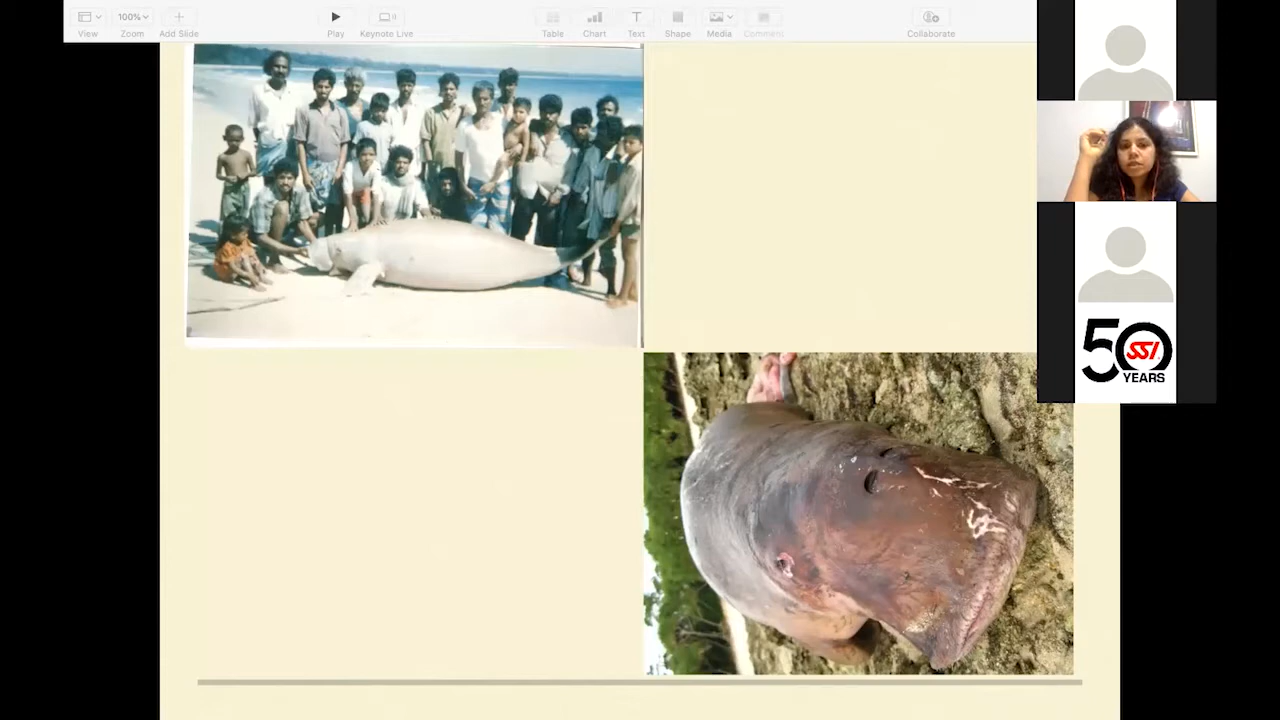 100%
View Zoom Add Slide Play Keynote Live Table Chart Text Shape Media Comment Collaborate
50 SSI
YEARS